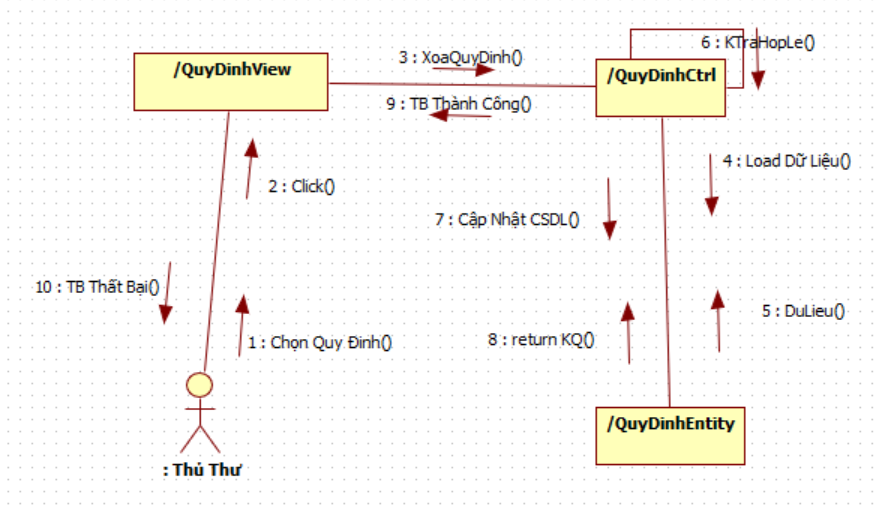 6 : KTraHopLe()
3 : XoaQuyDinh()
/QuyDinhView
/QuyDinhCtrl
9 : TB Thành Công()
4 : Load Dữ Liệu()
2 : Click()
7 : Cập Nhật CSDL()
10 : TB Thất Bại()
5 : DuLieu()
1 : Chọn Quy Đinh()
8 : return KQ()
/QuyDinhEntity
: Thủ Thư